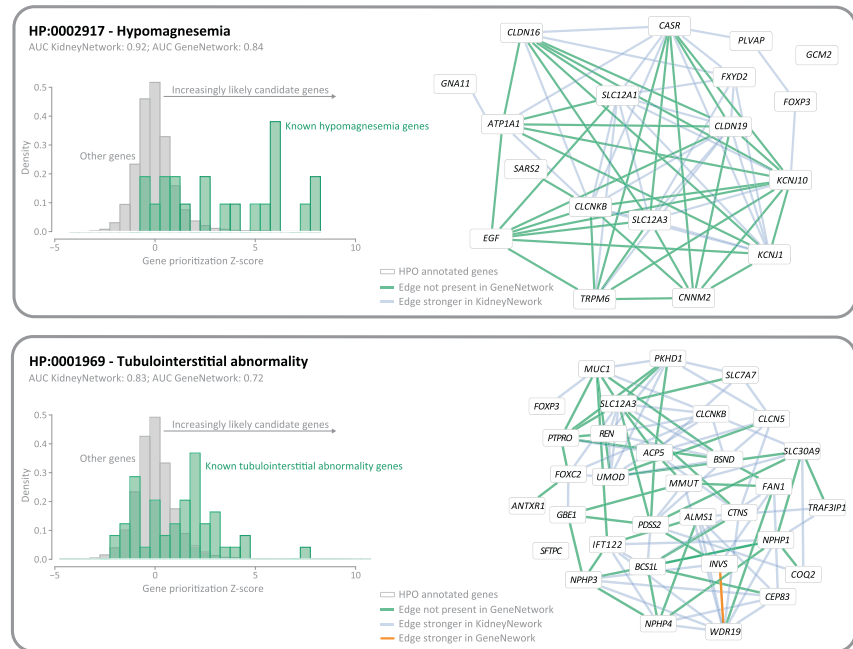 HP:0002917 - Hypomagnesemia
AUC KidneyNetwork: 0.92; AUC GeneNetwork: 0.84
0.5
0.4
0.3
0.2
0.1
0.0
Density
Increasingly likely candidate genes
Known hypomagnesemia genes
Other genes
−5
0
5
10
Gene prioritization Z-score
CLDN16
CASR
PLVAP
GCM2
GNA11
FXYD2
SLC12A1
FOXP3
ATP1A1
CLDN19
SARS2
KCNJ10
CLCNKB
SLC12A3
EGF
KCNJ1
TRPM6
CNNM2
HPO annotated genes
Edge not present in GeneNetwork
Edge stronger in KidneyNework
HP:0001969 - Tubulointerstitial abnormality
AUC KidneyNetwork: 0.83; AUC GeneNetwork: 0.72
0.5
0.4
0.3
0.2
0.1
0.0
Density
Increasingly likely candidate genes
Other genes
Known tubulointerstitial abnormality genes
−5
0
5
10
Gene prioritization Z-score
PKHD1
MUC1
SLC7A7
FOXP3
SLC12A3
CLCNKB
CLCN5
PTPRO
REN
ACP5
BSND
SLC30A9
FOXC2
UMOD
MMUT
FAN1
ANTXR1
GBE1
PDSS2
ALMS1
CTNS
TRAF3IP1
SFTPC
IFT122
NPHP1
BCS1L
INVS
NPHP3
COQ2
CEP83
NPHP4
WDR19
HPO annotated genes
Edge not present in GeneNetwork
Edge stronger in KidneyNework
Edge stronger in GeneNework